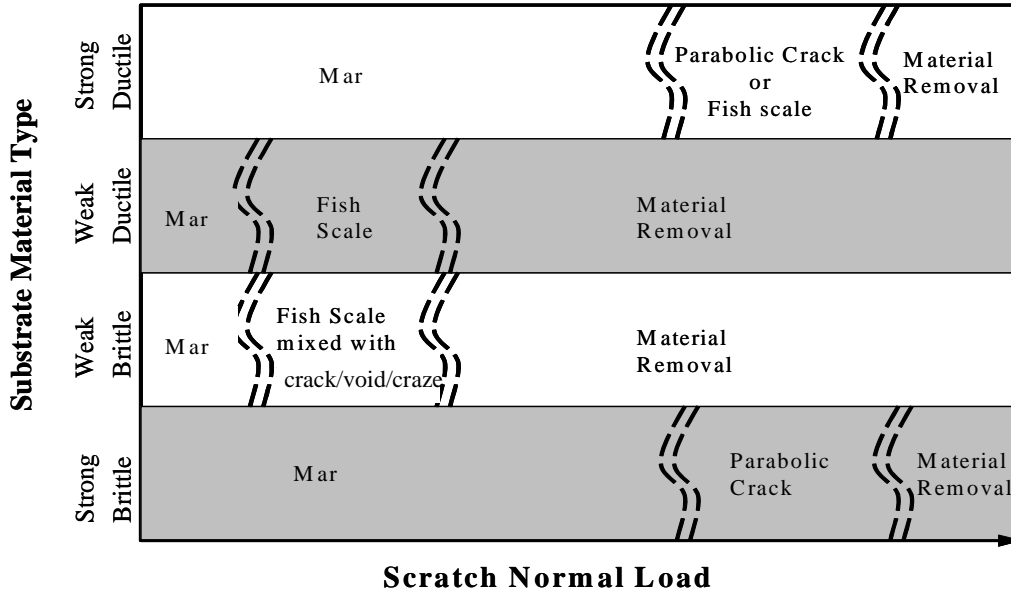 Substrate Material Type
Strong
Ductile
Mar
Parabolic Crack
or
Fish scale
Material
Removal
Weak
Ductile
Mar
Fish
Scale
Material
Removal
Weak
Brittle
Mar
Fish Scale
mixed with
crack/void/craze
Material
Removal
Strong
Brittle
Mar
Parabolic
Crack
Material
Removal
Scratch Normal Load